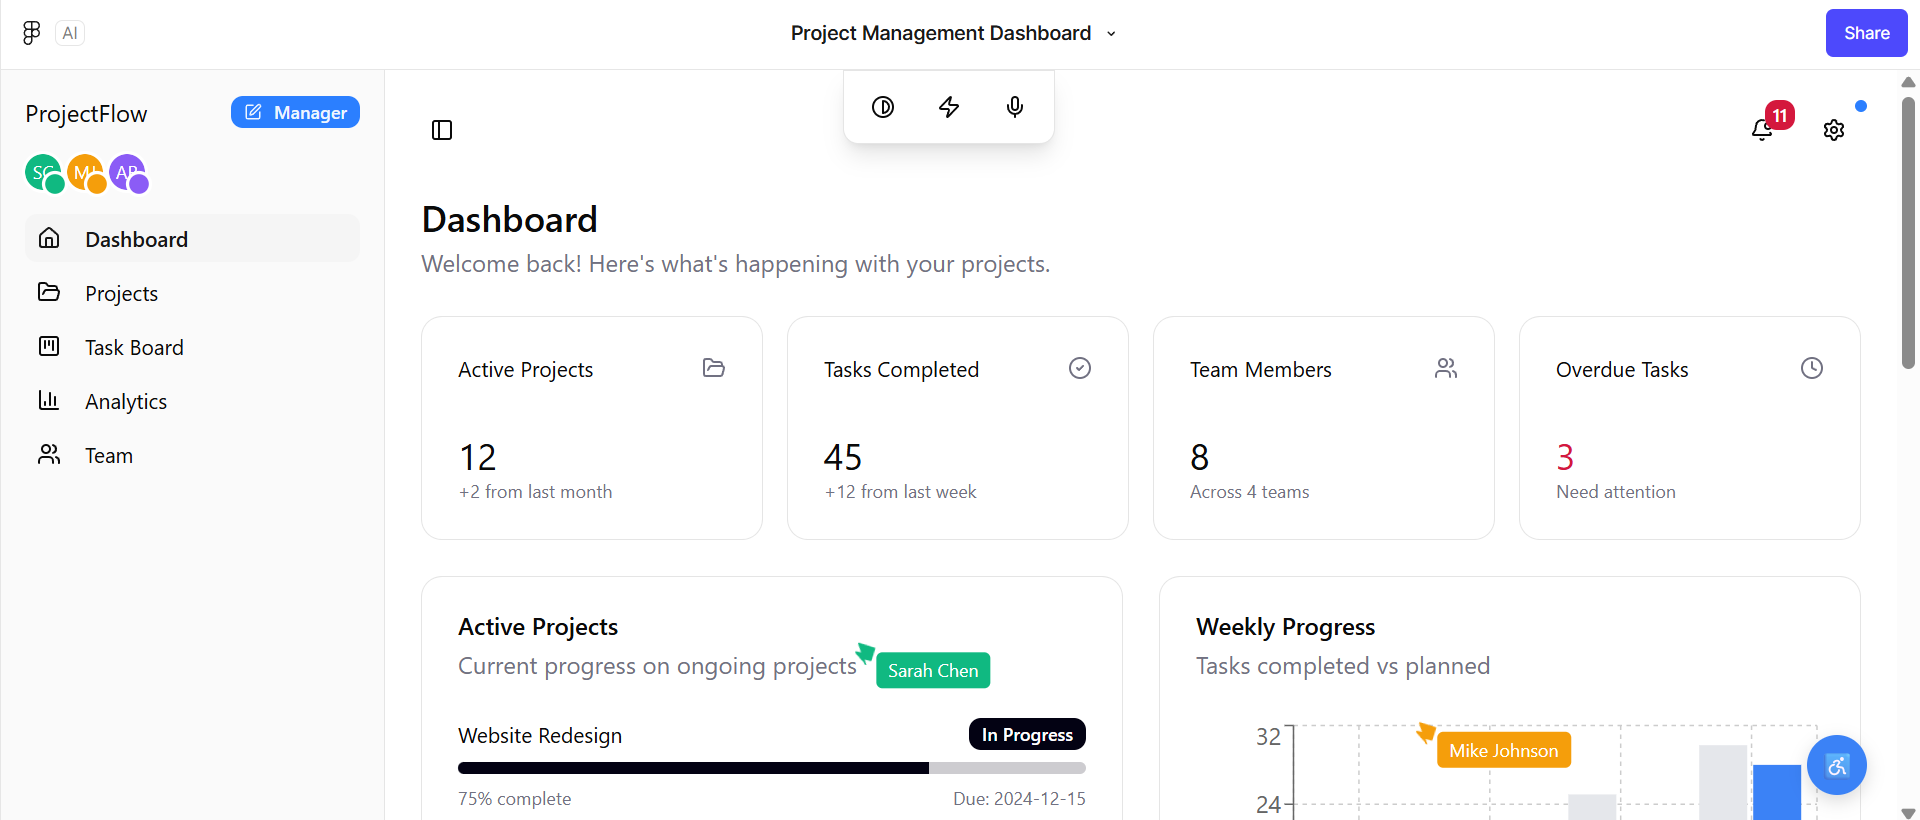 AI
Project Management Dashboard
Share
ProjectFlow
Manager
SC MJ
11
Dashboard
Projects
Task Board
Analytics
Team
Dashboard
Welcome back! Here's what's happening with your projects.
Active Projects
12
+2 from last month
Tasks Completed
45
+12 from last week
Team Members
8
Across 4 teams
Overdue Tasks
3
Need attention
Active Projects
Current progress on ongoing projects
Sarah Chen
Website Redesign
In Progress
75% complete
Due: 2024-12-15
Weekly Progress
Tasks completed vs planned
32
Mike Johnson
24